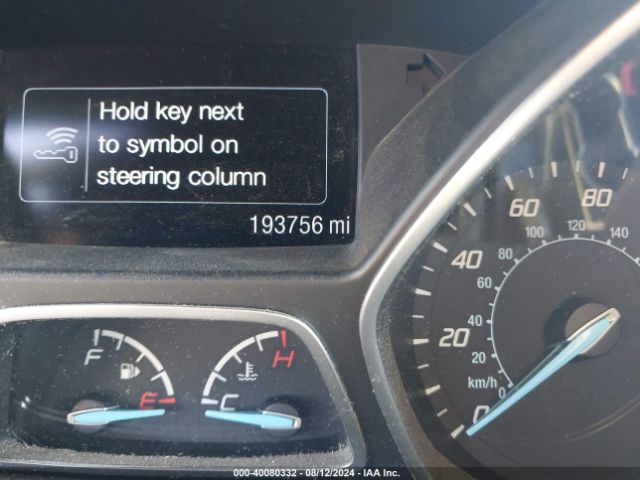 Hold key next
to symbol on
steering column
193756 mi
F
E
H
C
80
60
40
20
0
140
120
100
80
60
40
20
0
km/h
000-40080332 - 08/12/2024 - IAA Inc.